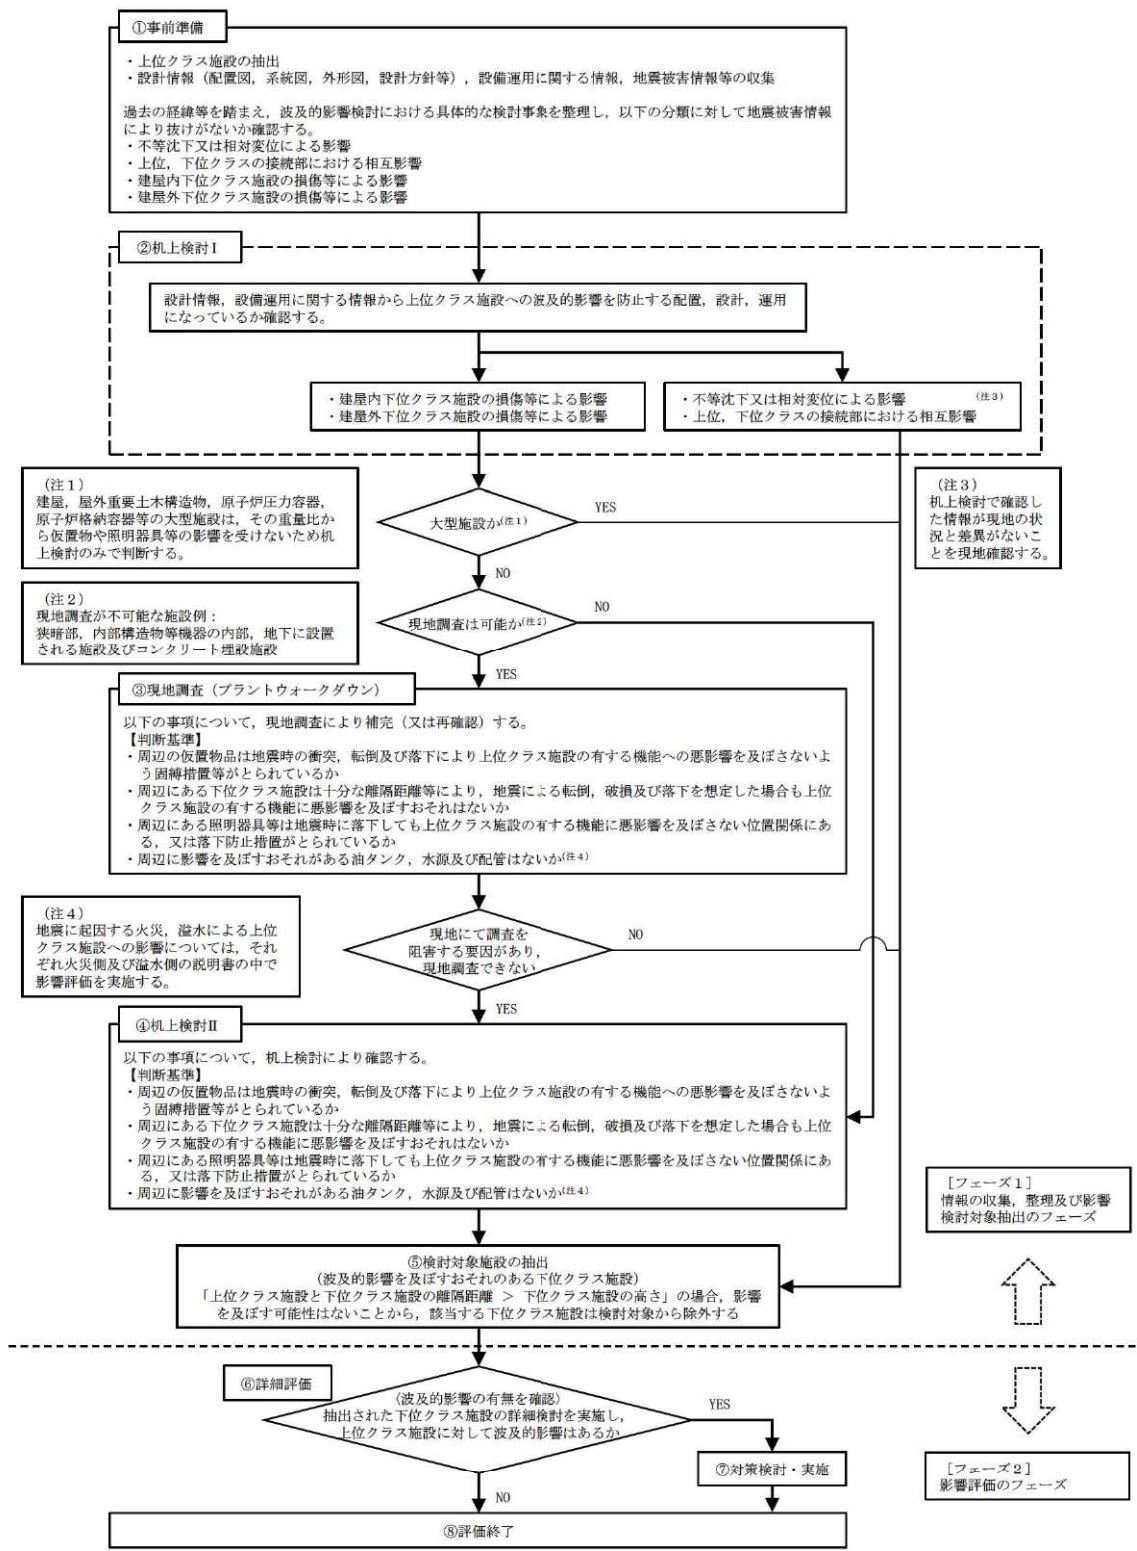 ①事前準備
・上位クラス施設の抽出
・設計情報（配置図，系統図，外形図，設計方針等），設備運用に関する情報，地震被害情報等の収集
過去の経緯等を踏まえ，波及的影響検討における具体的な検討事象を整理し，以下の分類に対して地震被害情報
により抜けがないか確認する。
・不等沈下又は相対変位による影響
・上位，下位クラスの接続部における相互影響
・建屋内下位クラス施設の損傷等による影響
・建屋外下位クラス施設の損傷等による影響
②机上検討Ⅰ
設計情報，設備運用に関する情報から上位クラス施設への波及的影響を防止する配置，設計，運用
になっているか確認する。
・建屋内下位クラス施設の損傷等による影響
・建屋外下位クラス施設の損傷等による影響
・不等沈下又は相対変位による影響 （注３）
・上位，下位クラスの接続部における相互影響
（注１）
建屋，屋外重要土木構造物，原子炉圧力容器，
原子炉格納容器等の大型施設は，その重量比か
ら仮置物や照明器具等の影響を受けないため机
上検討のみで判断する。
大型施設か（注１）
YES
（注３）
机上検討で確認し
た情報が現地の状
況と差異がないこ
とを現地確認する。
NO
（注２）
現地調査が不可能な施設例：
狭暗部，内部構造物等機器の内部，地下に設置
される施設及びコンクリート埋設施設
現地調査は可能か（注２）
NO
YES
③現地調査（プラントウォークダウン）
以下の事項について，現地調査により補完（又は再確認）する。
【判断基準】
・周辺の仮置物品は地震時の衝突，転倒及び落下により上位クラス施設の有する機能への悪影響を及ぼさないよ
う固縛措置等がとられているか
・周辺にある下位クラス施設は十分な離隔距離等により，地震による転倒，破損及び落下を想定した場合も上位
クラス施設の有する機能に悪影響を及ぼすおそれはないか
・周辺にある照明器具等は地震時に落下しても上位クラス施設の有する機能に悪影響を及ぼさない位置関係にあ
る，又は落下防止措置がとられているか
・周辺に影響を及ぼすおそれがある油タンク，水源及び配管はないか（注４）
（注４）
地震に起因する火災，溢水による上位
クラス施設への影響については，それ
ぞれ火災側及び溢水側の説明書の中で
影響評価を実施する。
現地にて調査を
阻害する要因があり，
現地調査できない
NO
YES
④机上検討Ⅱ
以下の事項について，机上検討により確認する。
【判断基準】
・周辺の仮置物品は地震時の衝突，転倒及び落下により上位クラス施設の有する機能への悪影響を及ぼさないよ
う固縛措置等がとられているか
・周辺にある下位クラス施設は十分な離隔距離等により，地震による転倒，破損及び落下を想定した場合も上位
クラス施設の有する機能に悪影響を及ぼすおそれはないか
・周辺にある照明器具等は地震時に落下しても上位クラス施設の有する機能に悪影響を及ぼさない位置関係にあ
る，又は落下防止措置がとられているか
・周辺に影響を及ぼすおそれがある油タンク，水源及び配管はないか（注４）
［フェーズ１］
情報の収集，整理及び影響
検討対象抽出のフェーズ
⑤検討対象施設の抽出
（波及的影響を及ぼすおそれのある下位クラス施設）
「上位クラス施設と下位クラス施設の離隔距離 ＞ 下位クラス施設の高さ」の場合，影響
を及ぼす可能性はないことから，該当する下位クラス施設は検討対象から除外する
⑥詳細評価
〈波及的影響の有無を確認〉
抽出された下位クラス施設の詳細検討を実施し，
上位クラス施設に対して波及的影響はあるか
YES
⑦対策検討・実施
［フェーズ２］
影響評価のフェーズ
NO
⑧評価終了